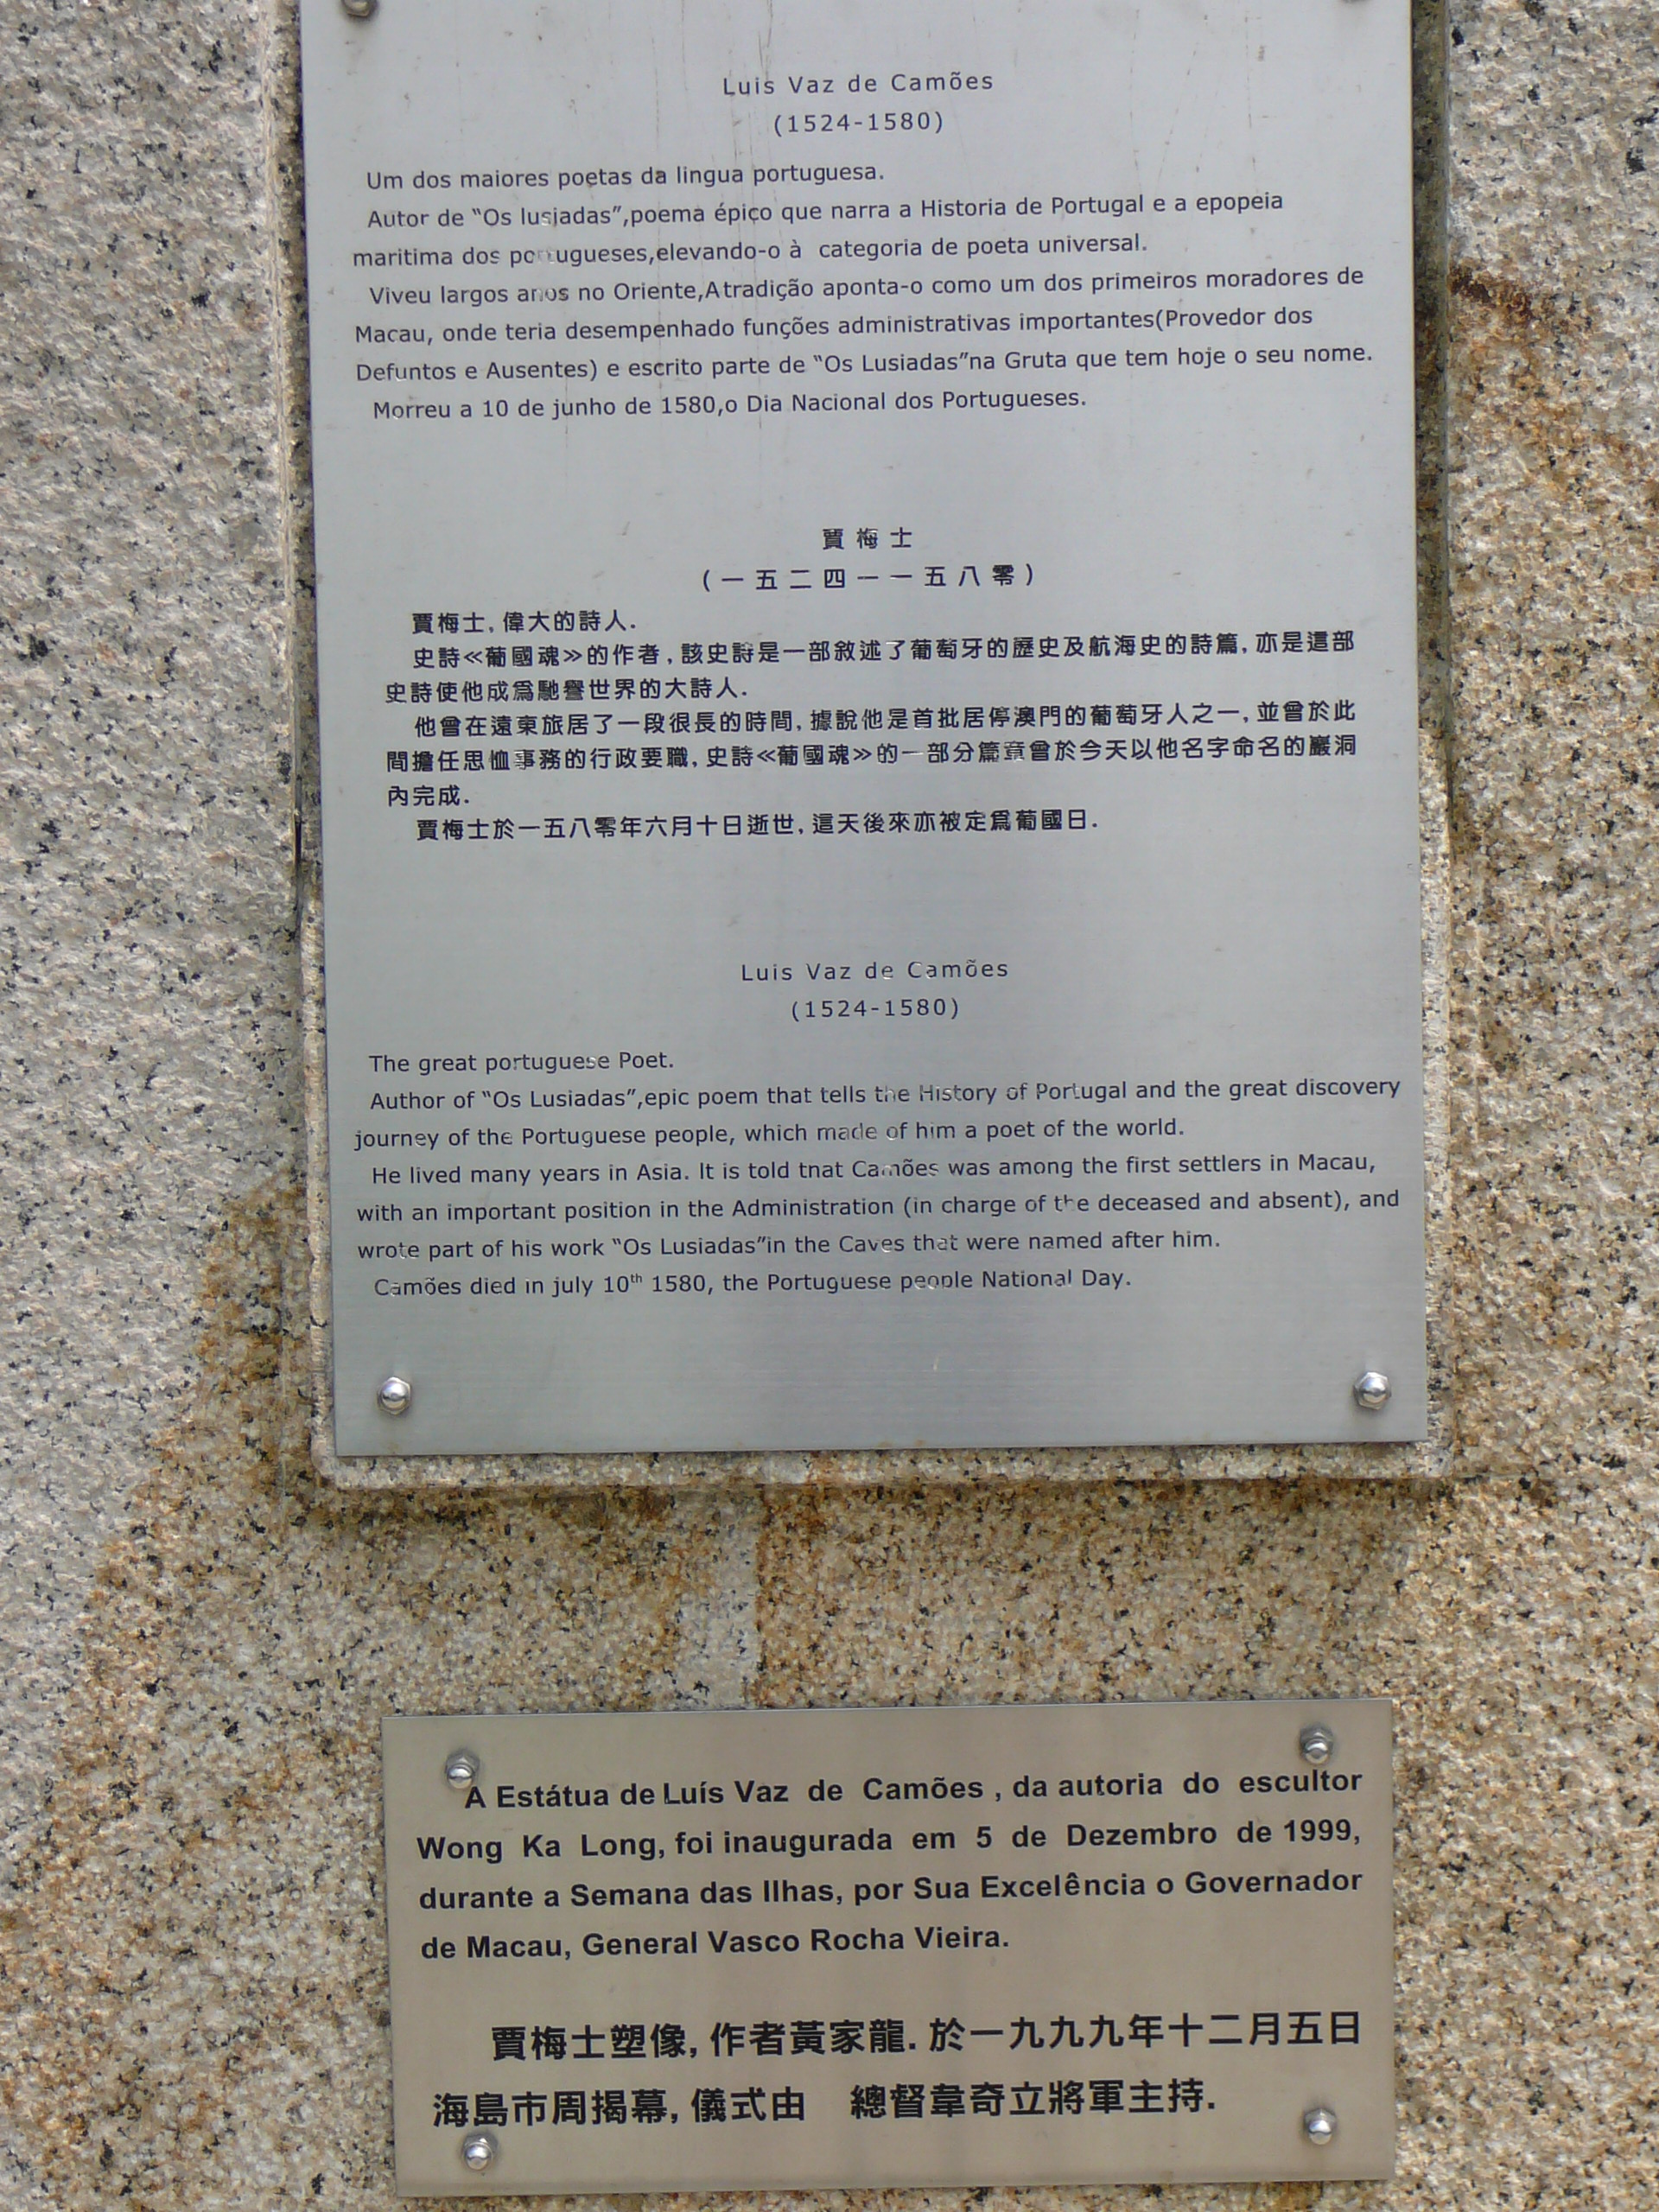 Luis Vaz de Camões
(1524-1580)
Um dos maiores poetas da lingua portuguesa.
Autor de “Os lusiadas”,poema épico que narra a Historia de Portugal e a epopeia
maritima dos portugueses,elevando-o à categoria de poeta universal.
Viveu largos anos no Oriente,A tradição aponta-o como um dos primeiros moradores de
Macau, onde teria desempenhado funções administrativas importantes(Provedor dos
Defuntos e Ausentes) e escrito parte de “Os Lusiadas”na Gruta que tem hoje o seu nome.
Morreu a 10 de junho de 1580,o Dia Nacional dos Portugueses.
賈梅士
(一五二四一一五八零)
賈梅士,偉大的詩人.
史詩≪葡國魂≫的作者,該史詩是一部敘述了葡萄牙的歷史及航海史的詩篇,亦是這部
史詩使他成爲馳譽世界的大詩人.
他曾在遠東旅居了一段很長的時間,據說他是首批居停澳門的葡萄牙人之一,並曾於此
間擔任思恤事務的行政要職,史詩≪葡國魂≫的一部分篇章曾於今天以他名字命名的巖洞
內完成.
賈梅士於一五八零年六月十日逝世,這天後來亦被定爲葡國日.
Luis Vaz de Camões
(1524-1580)
The great portuguese Poet.
Author of “Os Lusiadas”,epic poem that tells the History of Portugal and the great discovery
journey of the Portuguese people, which made of him a poet of the world.
He lived many years in Asia. It is told tnat Camões was among the first settlers in Macau,
with an important position in the Administration (in charge of the deceased and absent), and
wrote part of his work “Os Lusiadas”in the Caves that were named after him.
Camões died in july 10th 1580, the Portuguese people National Day.
A Estátua de Luís Vaz de Camões , da autoria do escultor
Wong Ka Long, foi inaugurada em 5 de Dezembro de 1999,
durante a Semana das Ilhas, por Sua Excelência o Governador
de Macau, General Vasco Rocha Vieira.
賈梅士塑像,作者黃家龍.於一九九九年十二月五日
海島市周揭幕,儀式由 總督韋奇立將軍主持.